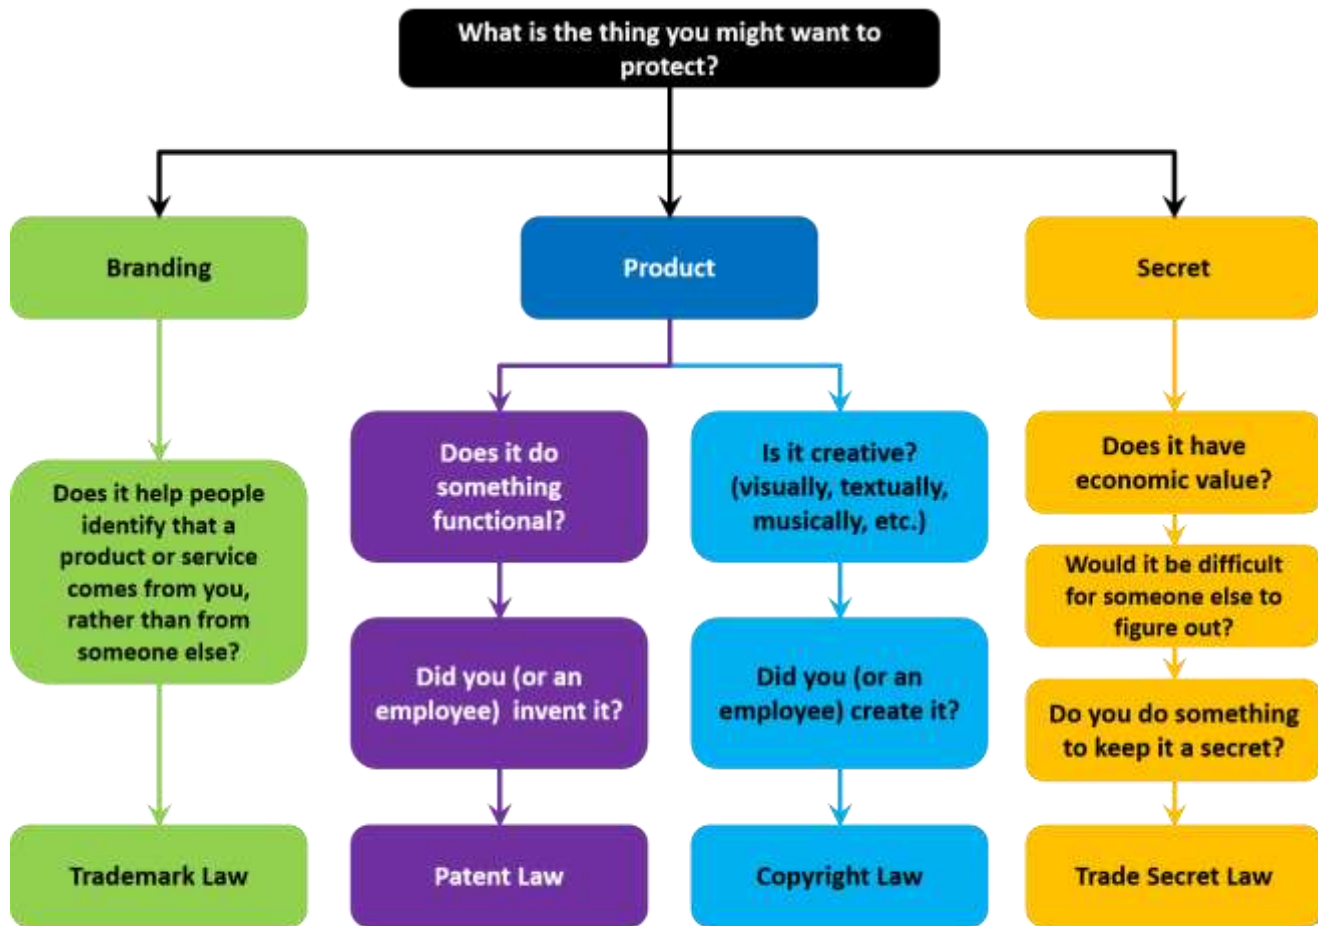 What is the thing you might want to
protect?
Branding
Product
Secret
Does it help people
identify that a
product or service
comes from you,
rather than from
someone else?
Does it do
something
functional?
Is it creative?
(visually, textually,
musically, etc.)
Does it have
economic value?
Would it be difficult
for someone else to
figure out?
Did you (or an
employee) invent it?
Did you (or an
employee) create it?
Do you do something
to keep it a secret?
Trademark Law
Patent Law
Copyright Law
Trade Secret Law